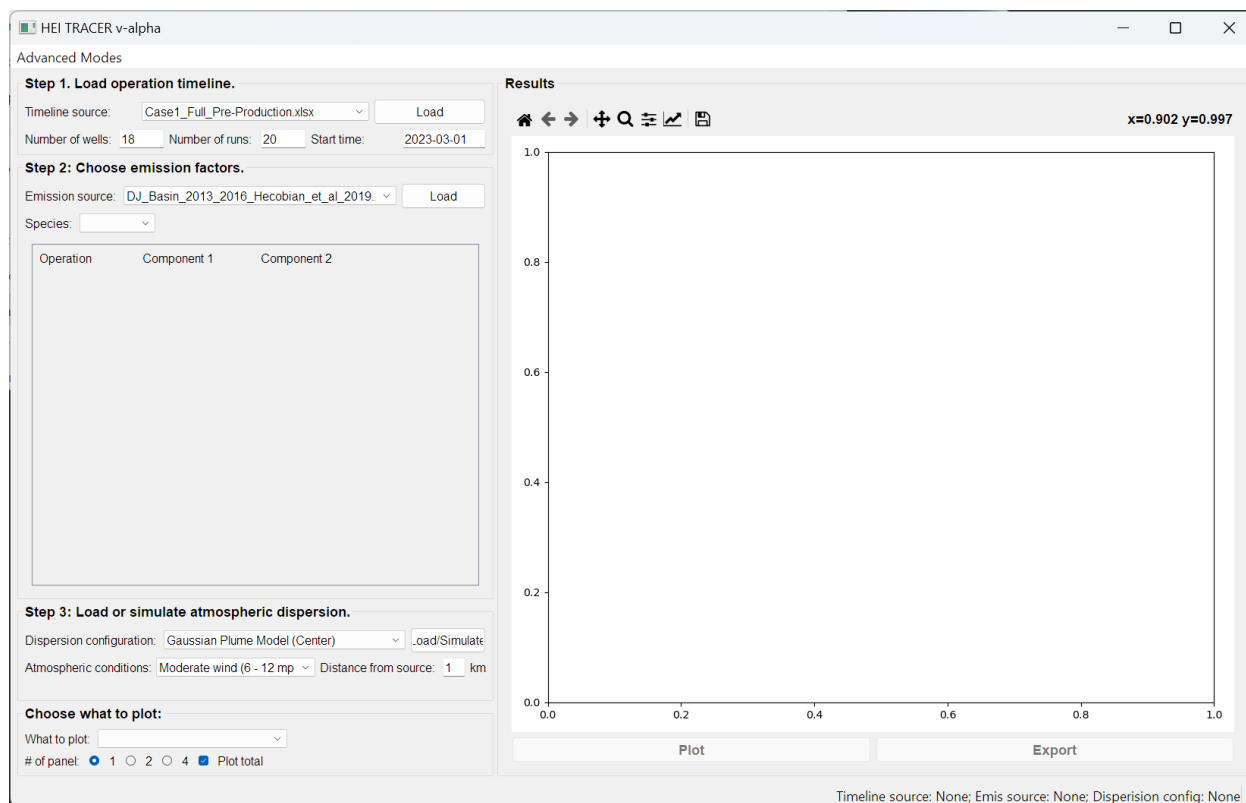 HEI TRACER v-alpha
Advanced Modes
Step 1. Load operation timeline.
Timeline source: Case1_Full_Pre-Production.xlsx Load
Number of wells: 18 Number of runs: 20 Start time: 2023-03-01
Step 2: Choose emission factors.
Emission source: DJ_Basin_2013_2016_Hecobian_et_al_2019. Load
Species:
Operation Component 1 Component 2
Step 3: Load or simulate atmospheric dispersion.
Dispersion configuration: Gaussian Plume Model (Center) Load/Simulate
Atmospheric conditions: Moderate wind (6 - 12 mp Distance from source: 1 km
Choose what to plot:
What to plot:
# of panel: 1 2 4 Plot total
Results
x=0.902 y=0.997
1.0
0.8
0.6
0.4
0.2
0.0
0.0 0.2 0.4 0.6 0.8 1.0
Plot Export
Timeline source: None; Emis source: None; Disperision config: None